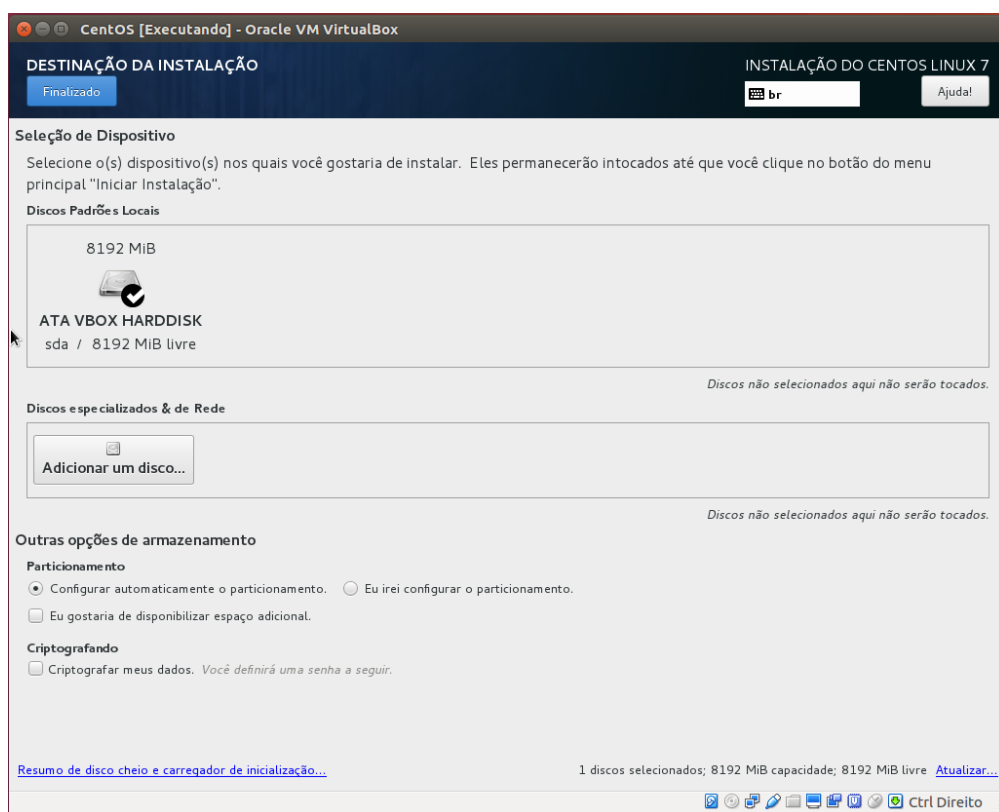 CentOS [Executando] - Oracle VM VirtualBox
DESTINAÇÃO DA INSTALAÇÃO
INSTALAÇÃO DO CENTOS LINUX 7
Finalizado
br
Ajuda!
Seleção de Dispositivo
Selecione o(s) dispositivo(s) nos quais você gostaria de instalar. Eles permanecerão intocados até que você clique no botão do menu
principal "Iniciar Instalação".
Discos Padrões Locais
8192 MiB
ATA VBOX HARDDISK
sda / 8192 MiB livre
Discos não selecionados aqui não serão tocados.
Discos especializados & de Rede
Adicionar um disco...
Discos não selecionados aqui não serão tocados.
Outras opções de armazenamento
Particionamento
Configurar automaticamente o particionamento. Eu irei configurar o particionamento.
Eu gostaria de disponibilizar espaço adicional.
Criptografando
Criptografar meus dados. Você definirá uma senha a seguir.
Resumo de disco cheio e carregador de inicialização...
1 discos selecionados; 8192 MiB capacidade; 8192 MiB livre Atualizar...
Ctrl Direito